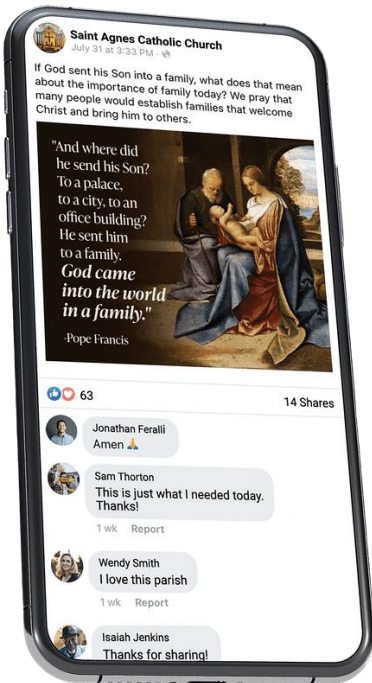 Saint Agnes Catholic Church
July 31 at 3:33 PM ·
If God sent his Son into a family, what does that mean
about the importance of family today? We pray that
many people would establish families that welcome
Christ and bring him to others.
"And where did
he send his Son?
To a palace,
to a city, to an
office building?
He sent him
to a family.
God came
into the world
in a family."
-Pope Francis
63
14 Shares
Jonathan Feralli
Amen 🙏
Sam Thorton
This is just what I needed today.
Thanks!
1 wk Report
Wendy Smith
I love this parish
1 wk Report
Isaiah Jenkins
Thanks for sharing!